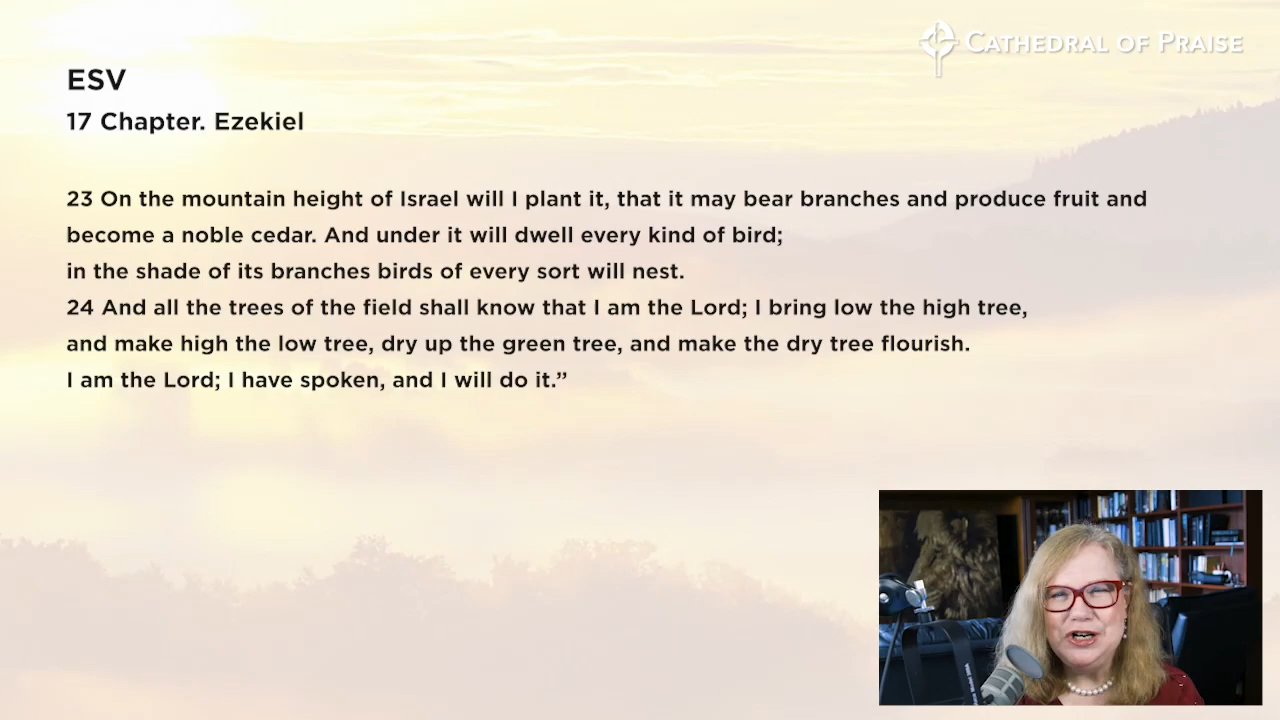 CATHEDRAL OF PRAISE
ESV
17 Chapter. Ezekiel
23 On the mountain height of Israel will I plant it, that it may bear branches and produce fruit and
become a noble cedar. And under it will dwell every kind of bird;
in the shade of its branches birds of every sort will nest.
24 And all the trees of the field shall know that I am the Lord; I bring low the high tree,
and make high the low tree, dry up the green tree, and make the dry tree flourish.
I am the Lord; I have spoken, and I will do it.”